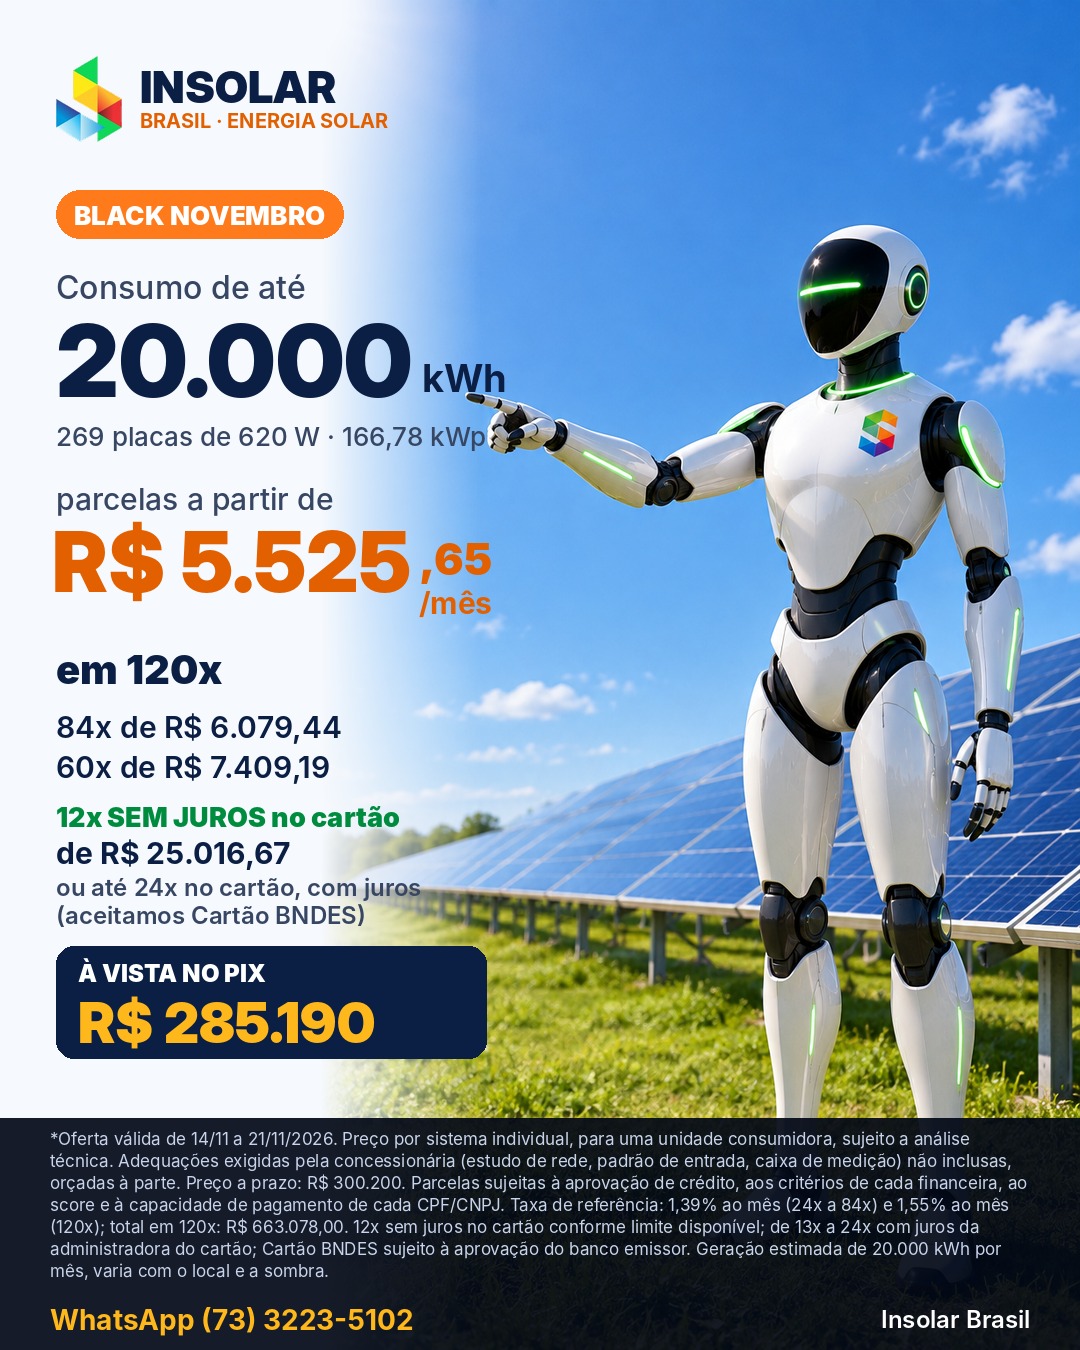 INSOLAR
BRASIL · ENERGIA SOLAR
BLACK NOVEMBRO
Consumo de até
20.000 kWh
269 placas de 620 W · 166,78 kWp
parcelas a partir de
R$ 5.525,65
/mês
em 120x
84x de R$ 6.079,44
60x de R$ 7.409,19
12x SEM JUROS no cartão
de R$ 25.016,67
ou até 24x no cartão, com juros
(aceitamos Cartão BNDES)
À VISTA NO PIX
R$ 285.190
*Oferta válida de 14/11 a 21/11/2026. Preço por sistema individual, para uma unidade consumidora, sujeito a análise
técnica. Adequações exigidas pela concessionária (estudo de rede, padrão de entrada, caixa de medição) não inclusas,
orçadas à parte. Preço a prazo: R$ 300.200. Parcelas sujeitas à aprovação de crédito, aos critérios de cada financeira, ao
score e à capacidade de pagamento de cada CPF/CNPJ. Taxa de referência: 1,39% ao mês (24x a 84x) e 1,55% ao mês
(120x); total em 120x: R$ 663.078,00. 12x sem juros no cartão conforme limite disponível; de 13x a 24x com juros da
administradora do cartão; Cartão BNDES sujeito à aprovação do banco emissor. Geração estimada de 20.000 kWh por
mês, varia com o local e a sombra.
WhatsApp (73) 3223-5102
Insolar Brasil